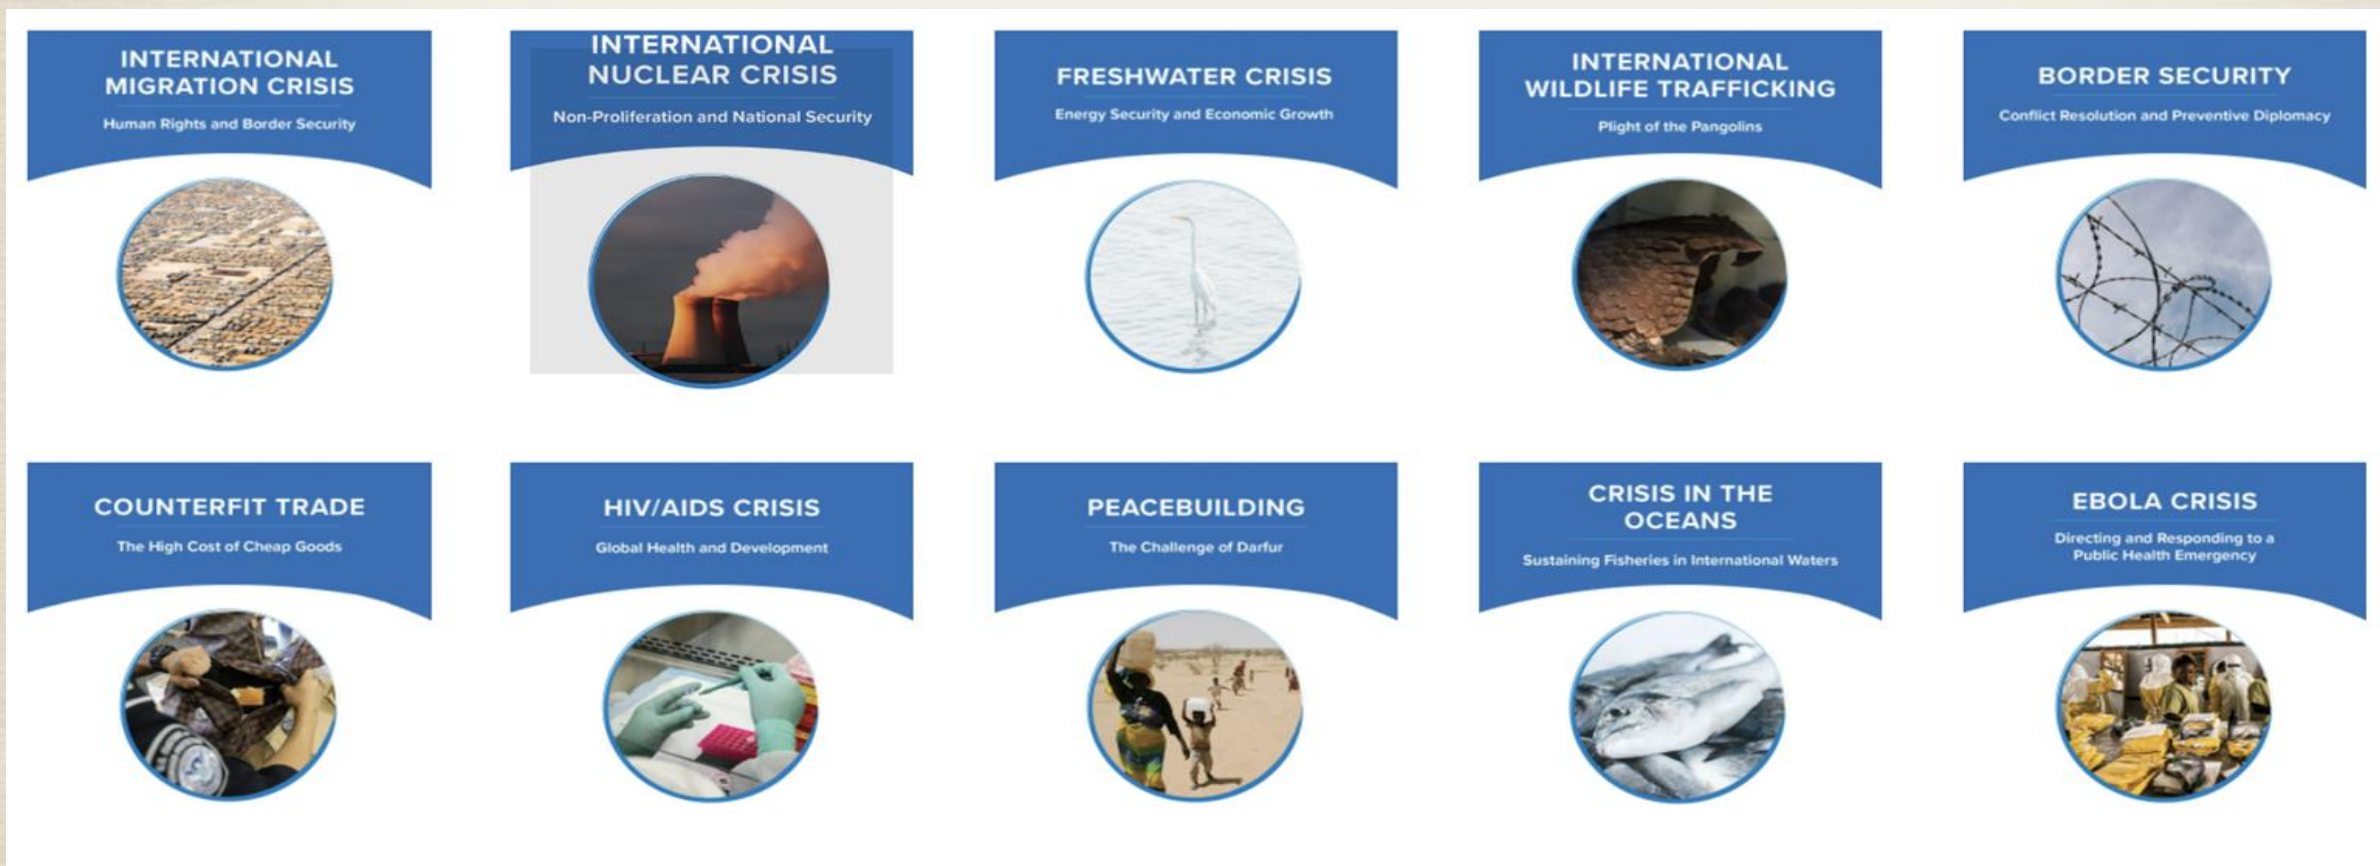 INTERNATIONAL
MIGRATION CRISIS
Human Rights and Border Security
INTERNATIONAL
NUCLEAR CRISIS
Non-Proliferation and National Security
FRESHWATER CRISIS
Energy Security and Economic Growth
INTERNATIONAL
WILDLIFE TRAFFICKING
Plight of the Pangolins
BORDER SECURITY
Conflict Resolution and Preventive Diplomacy
COUNTERFIT TRADE
The High Cost of Cheap Goods
HIV/AIDS CRISIS
Global Health and Development
PEACEBUILDING
The Challenge of Darfur
CRISIS IN THE
OCEANS
Sustaining Fisheries in International Waters
EBOLA CRISIS
Directing and Responding to a
Public Health Emergency